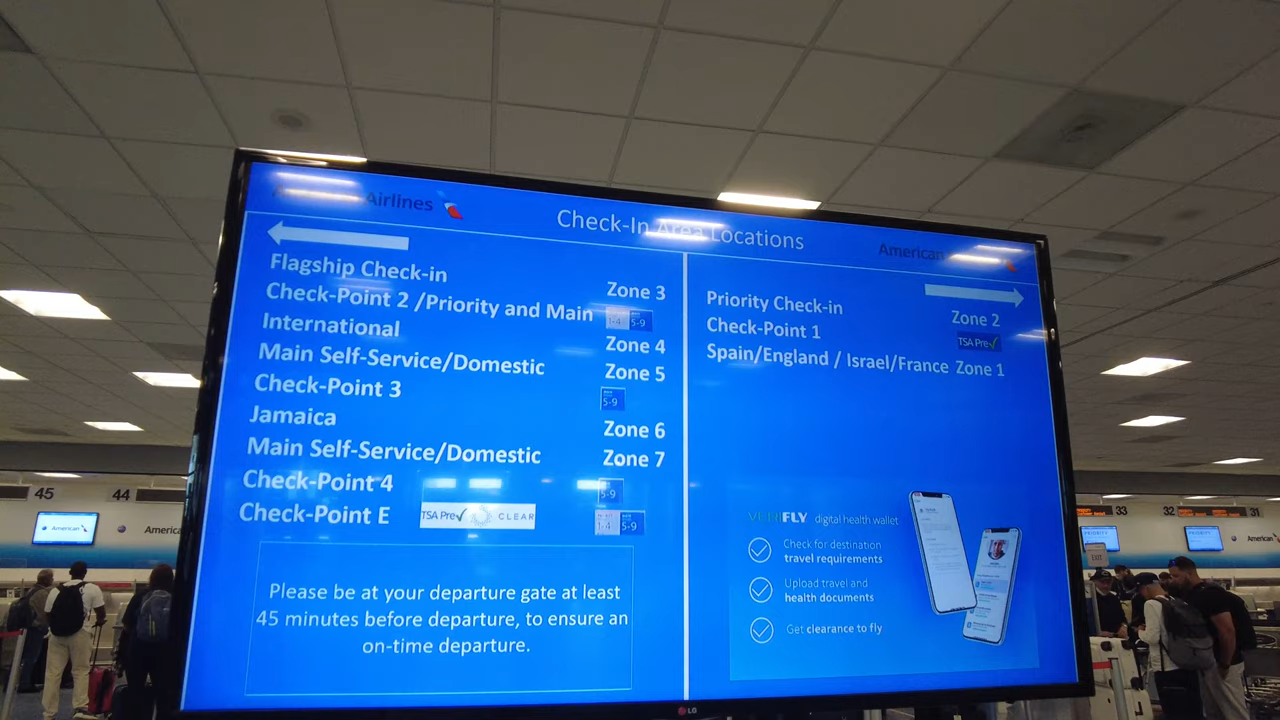 Airlines
Check-In Area Locations
American
Flagship Check-in Zone 3
Check-Point 2 /Priority and Main 1-4 5-9
International Zone 4
Main Self-Service/Domestic Zone 5
Check-Point 3 5-9
Jamaica Zone 6
Main Self-Service/Domestic Zone 7
Check-Point 4 5-9
Check-Point E TSA Pre✓ CLEAR 1-4 5-9
Please be at your departure gate at least
45 minutes before departure, to ensure an
on-time departure.
Priority Check-in Zone 2
Check-Point 1 TSA Pre✓
Spain/England / Israel/France Zone 1
VERIFLY digital health wallet
Check for destination
travel requirements
Upload travel and
health documents
Get clearance to fly
LG
45 44
American
America
33 32 31
PRIORITY
American